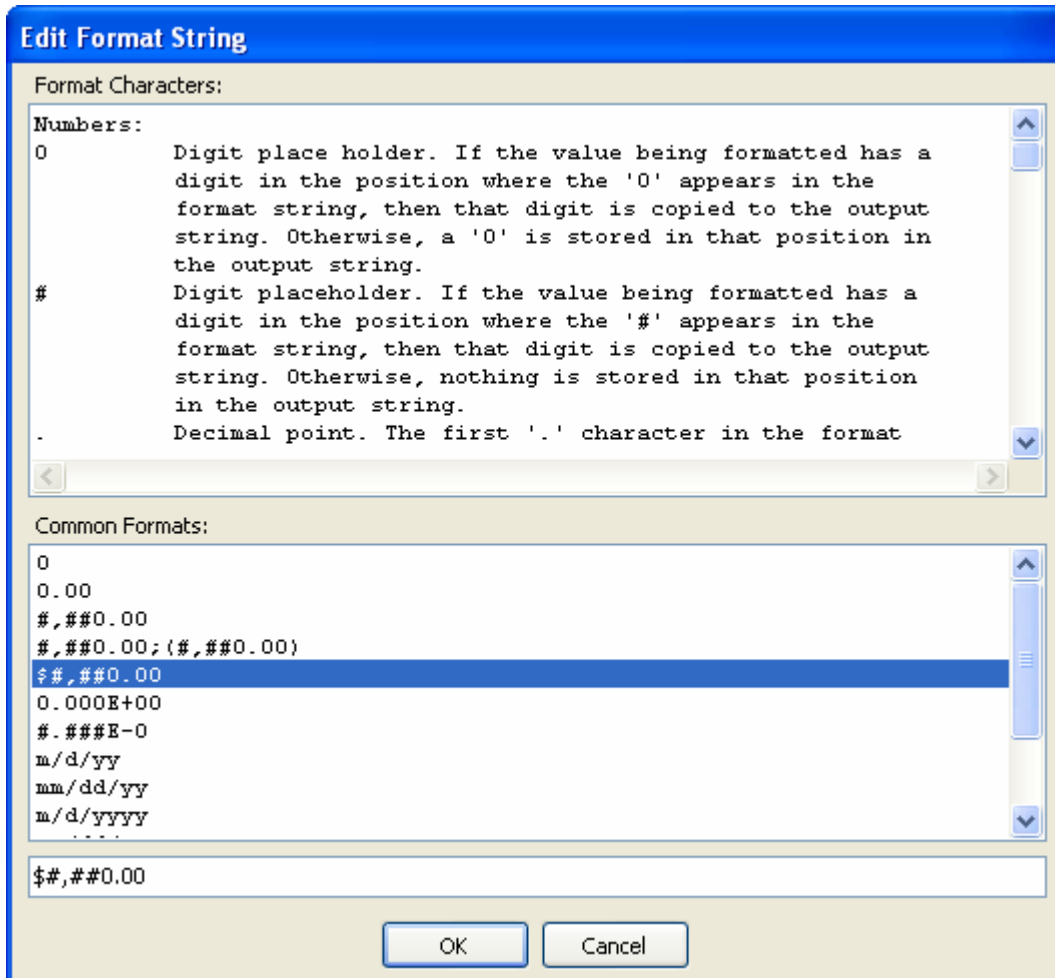 Edit Format String
Format Characters:
Numbers:
0 Digit place holder. If the value being formatted has a
digit in the position where the '0' appears in the
format string, then that digit is copied to the output
string. Otherwise, a '0' is stored in that position in
the output string.
# Digit placeholder. If the value being formatted has a
digit in the position where the '#' appears in the
format string, then that digit is copied to the output
string. Otherwise, nothing is stored in that position
in the output string.
. Decimal point. The first '.' character in the format
Common Formats:
0
0.00
#,##0.00
#,##0.00;(#,##0.00)
$#,##0.00
0.000E+00
#.###E-0
m/d/yy
mm/dd/yy
m/d/yyyy
$#,##0.00
OK Cancel